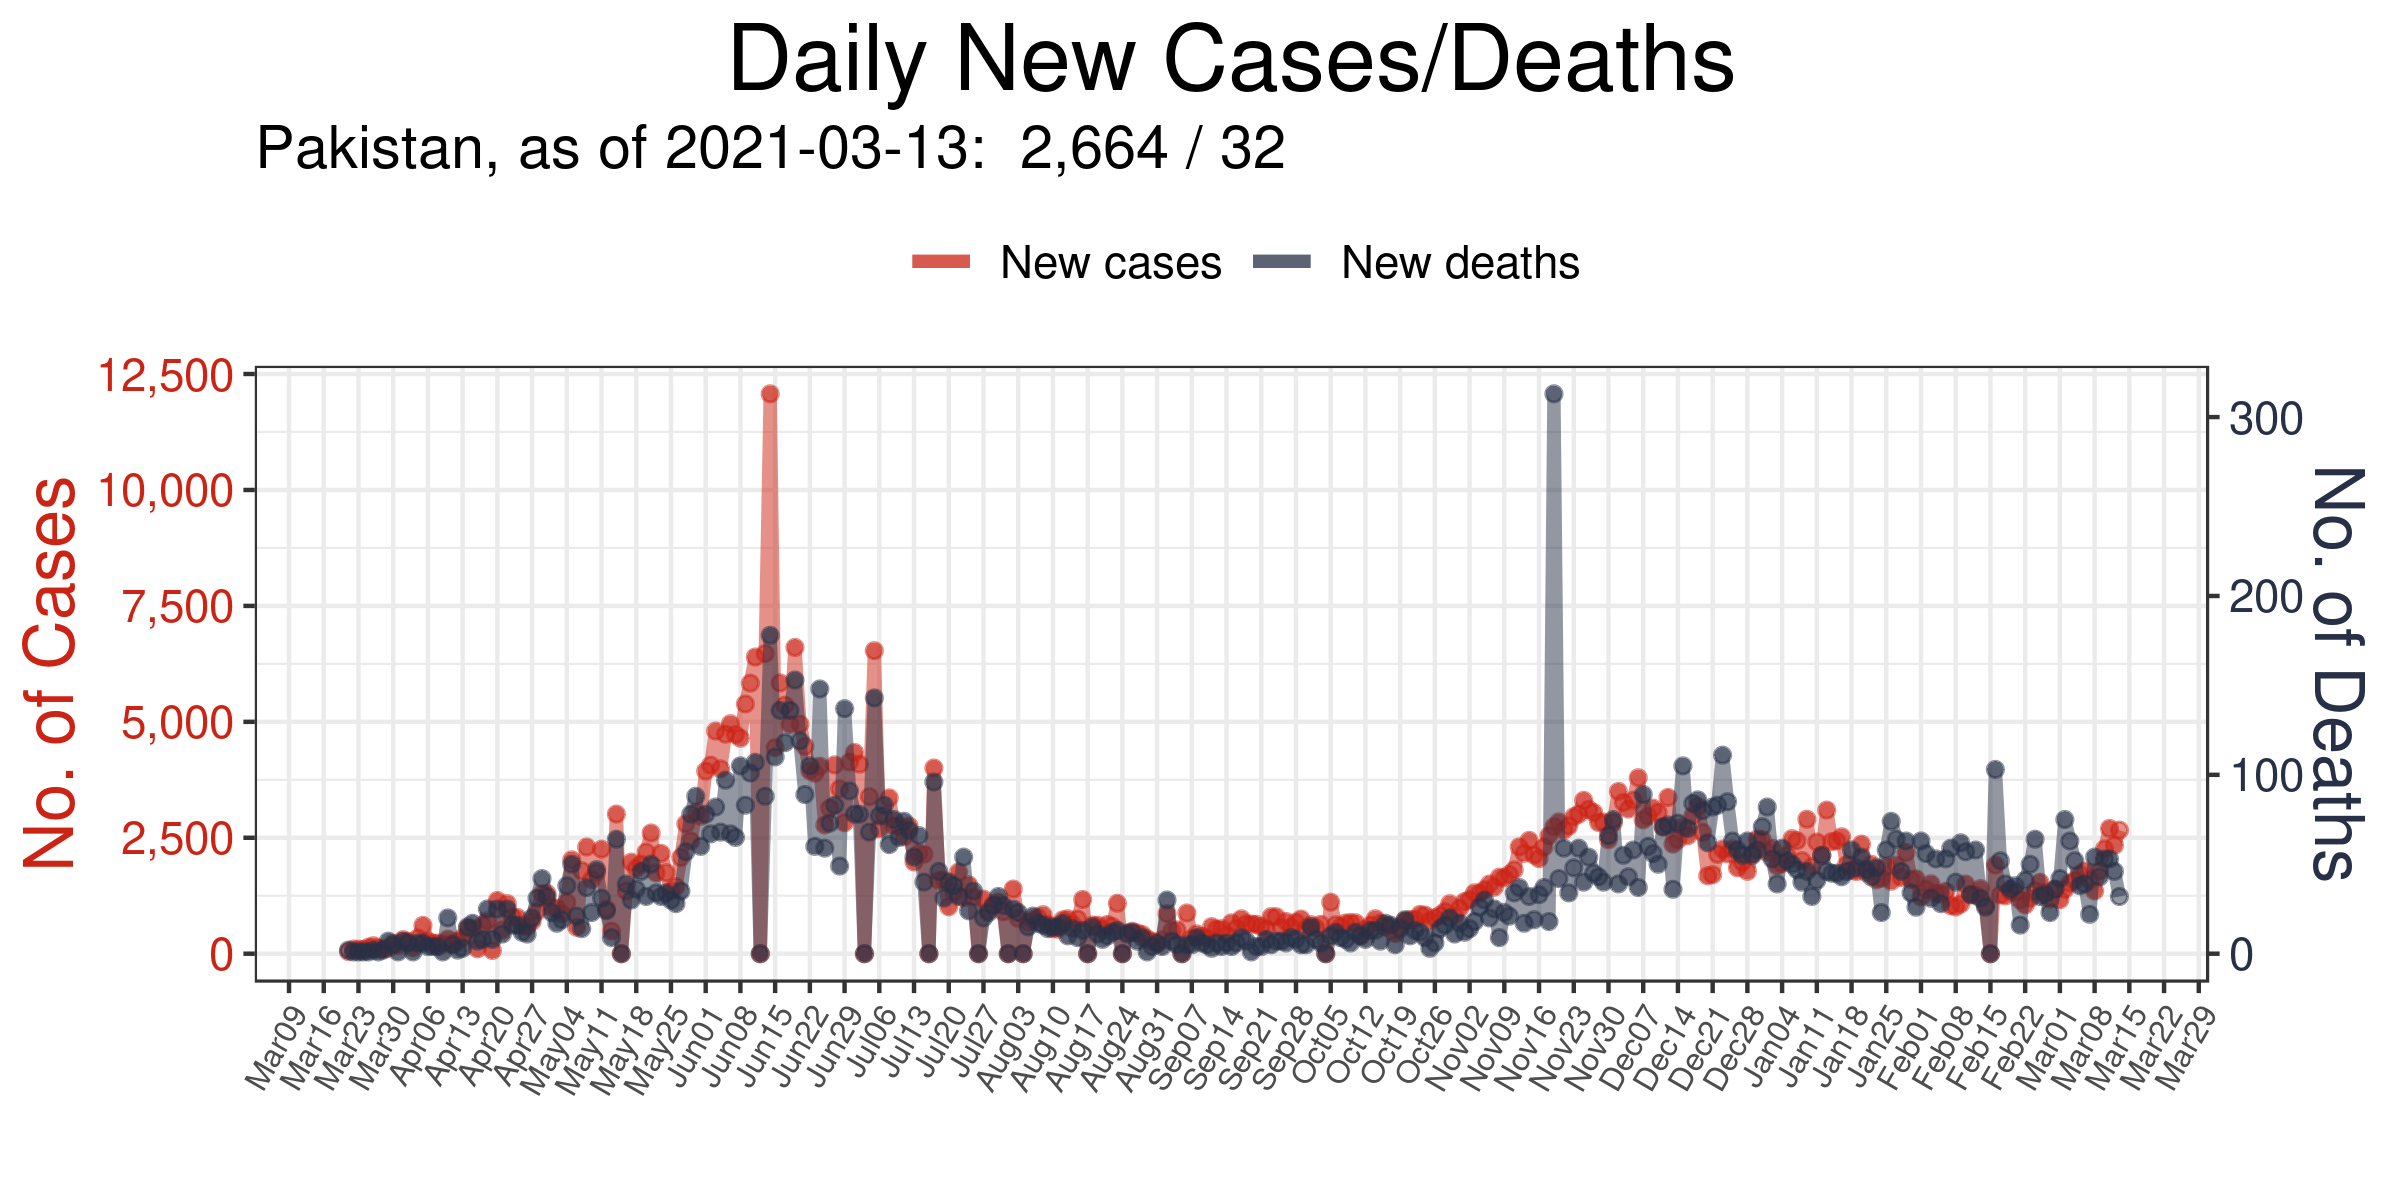 Daily New Cases/Deaths
Pakistan, as of 2021-03-13:  2,664 / 32
New cases
New deaths
No. of Cases
12,500
10,000
7,500
5,000
2,500
0
300
200
100
0
No. of Deaths
Mar09
Mar16
Mar23
Mar30
Apr06
Apr13
Apr20
Apr27
May04
May11
May18
May25
Jun01
Jun08
Jun15
Jun22
Jun29
Jul06
Jul13
Jul20
Jul27
Aug03
Aug10
Aug17
Aug24
Aug31
Sep07
Sep14
Sep21
Sep28
Oct05
Oct12
Oct19
Oct26
Nov02
Nov09
Nov16
Nov23
Nov30
Dec07
Dec14
Dec21
Dec28
Jan04
Jan11
Jan18
Jan25
Feb01
Feb08
Feb15
Feb22
Mar01
Mar08
Mar15
Mar22
Mar29